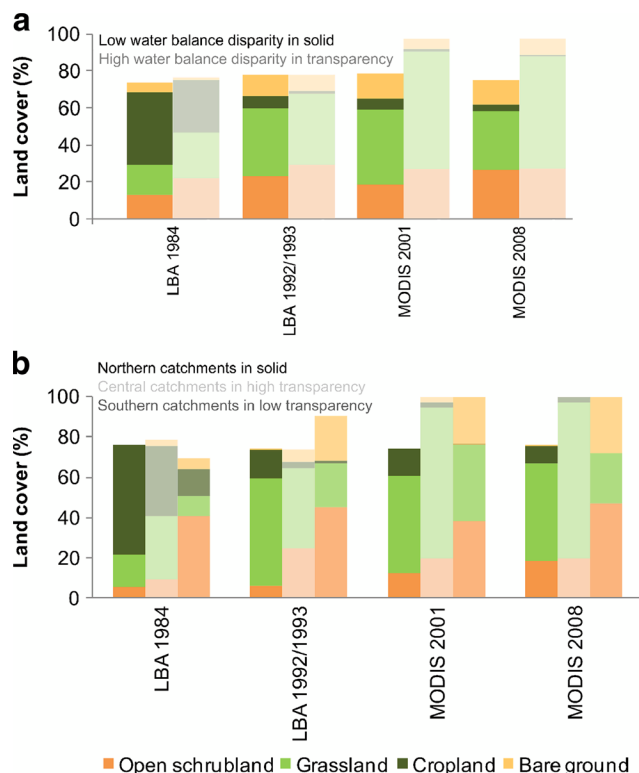 a
Low water balance disparity in solid
High water balance disparity in transparency
Land cover (%)
100
80
60
40
20
0
LBA 1984
LBA 1992/1993
MODIS 2001
MODIS 2008
b
Northern catchments in solid
Central catchments in high transparency
Southern catchments in low transparency
Land cover (%)
100
80
60
40
20
0
LBA 1984
LBA 1992/1993
MODIS 2001
MODIS 2008
Open schrubland Grassland Cropland Bare ground